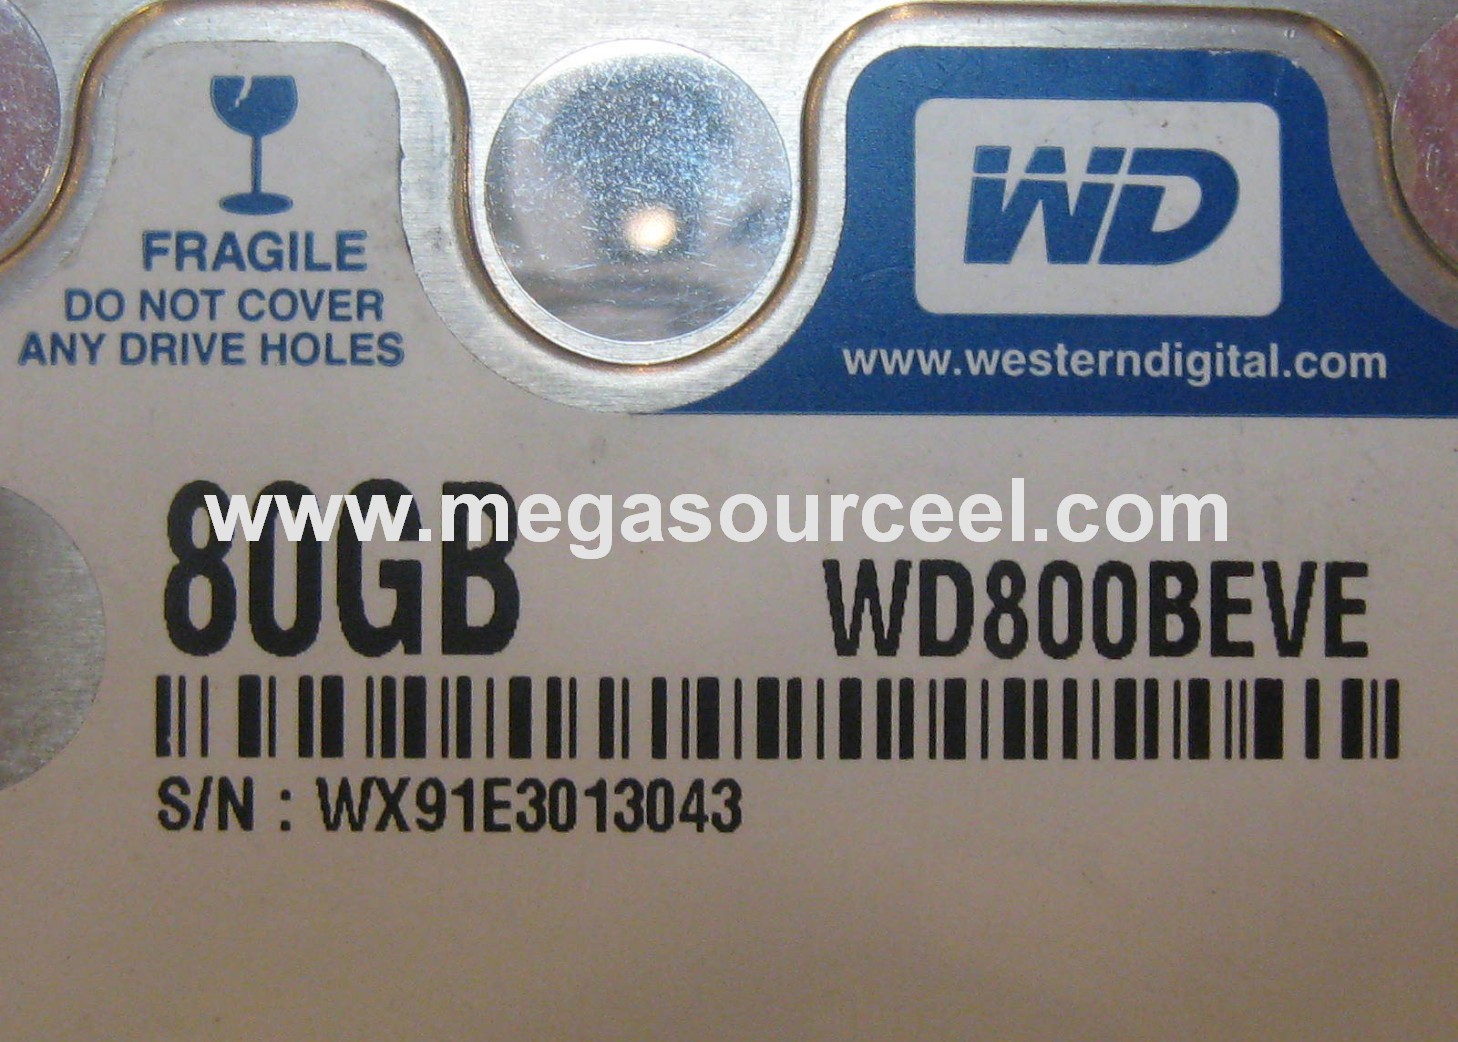 FRAGILE
DO NOT COVER
ANY DRIVE HOLES
WD
www.westerndigital.com
www.megasourceel.com
80GB
WD800BEVE
S/N : WX91E3013043